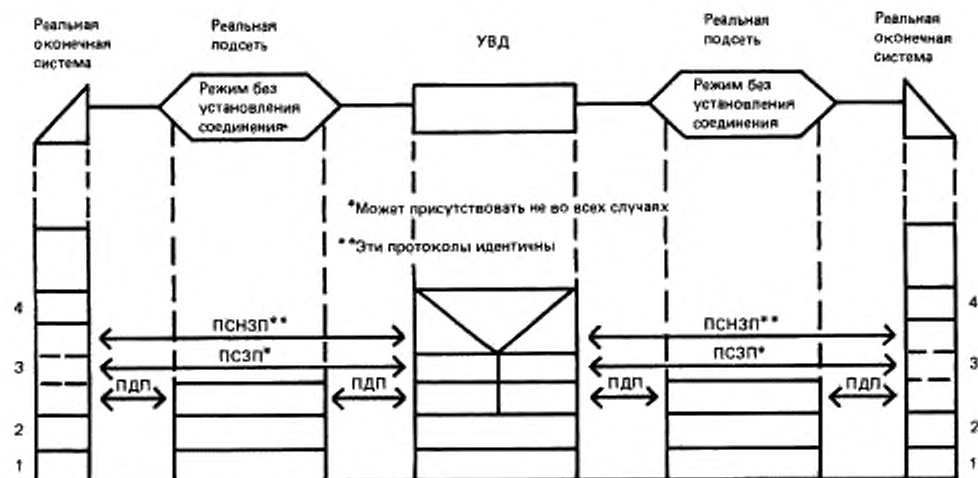 Реальная
оконечная
система
Реальная
подсеть
УВД
Реальная
подсеть
Реальная
оконечная
система
Режим без
установления
соединения*
Режим без
установления
соединения
*Может присутствовать не во всех случаях
**Эти протоколы идентичны
4
ПСНЗП**
ПСНЗП**
4
3
ПСЗП*
ПСЗП*
3
ПДП
ПДП
ПДП
ПДП
2
2
1
1